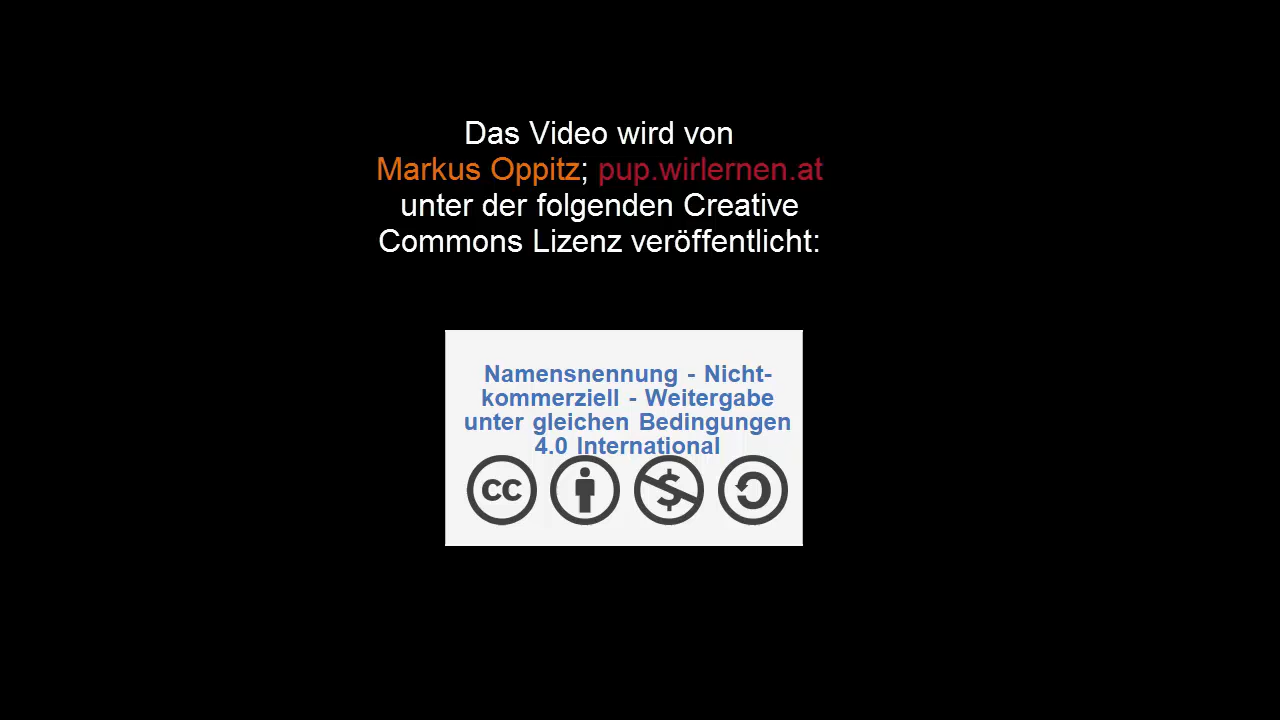 Das Video wird von
Markus Oppitz; pup.wirlernen.at
unter der folgenden Creative
Commons Lizenz veröffentlicht:
Namensnennung - Nicht-
kommerziell - Weitergabe
unter gleichen Bedingungen
4.0 International
cc